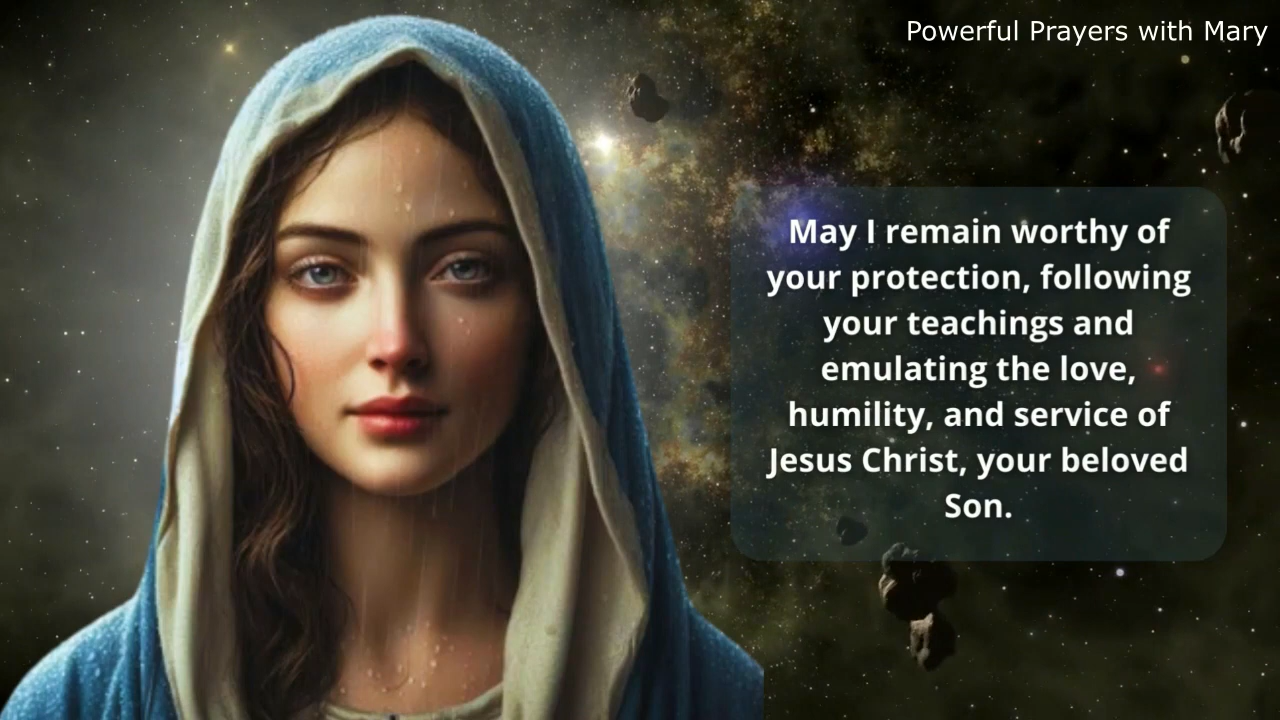 Powerful Prayers with Mary
May I remain worthy of
your protection, following
your teachings and
emulating the love,
humility, and service of
Jesus Christ, your beloved
Son.